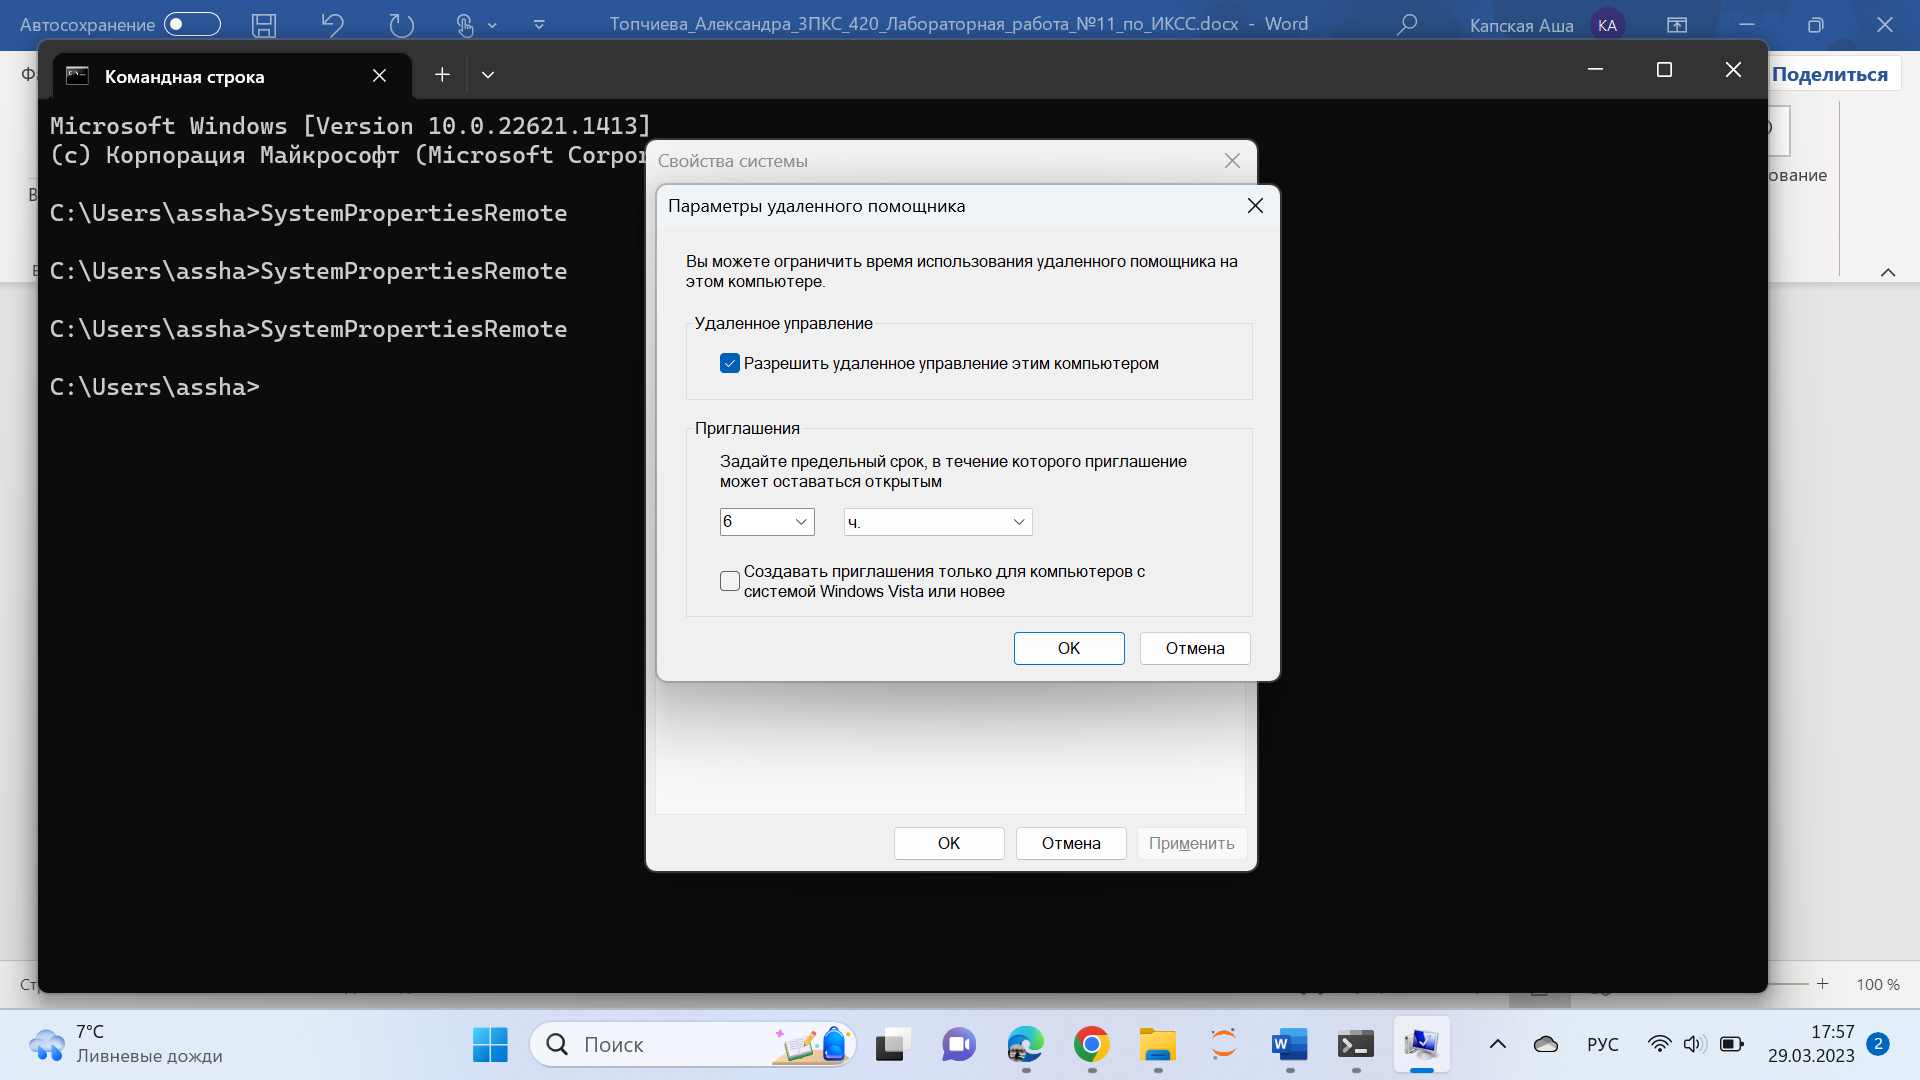 Автосохранение
Топчиева_Александра_3ПКС_420_Лабораторная_работа_№11_по_ИКСС.docx - Word
Капская Аша
КА
Командная строка
Поделиться
Microsoft Windows [Version 10.0.22621.1413]
(c) Корпорация Майкрософт (Microsoft Corpor
C:\Users\assha>SystemPropertiesRemote
C:\Users\assha>SystemPropertiesRemote
C:\Users\assha>SystemPropertiesRemote
C:\Users\assha>
Свойства системы
Параметры удаленного помощника
Вы можете ограничить время использования удаленного помощника на
этом компьютере.
Удаленное управление
Разрешить удаленное управление этим компьютером
Приглашения
Задайте предельный срок, в течение которого приглашение
может оставаться открытым
6
ч.
Создавать приглашения только для компьютеров с
системой Windows Vista или новее
ОК
Отмена
ОК
Отмена
Применить
ование
100 %
7°C
Ливневые дожди
Поиск
РУС
17:57
29.03.2023
2